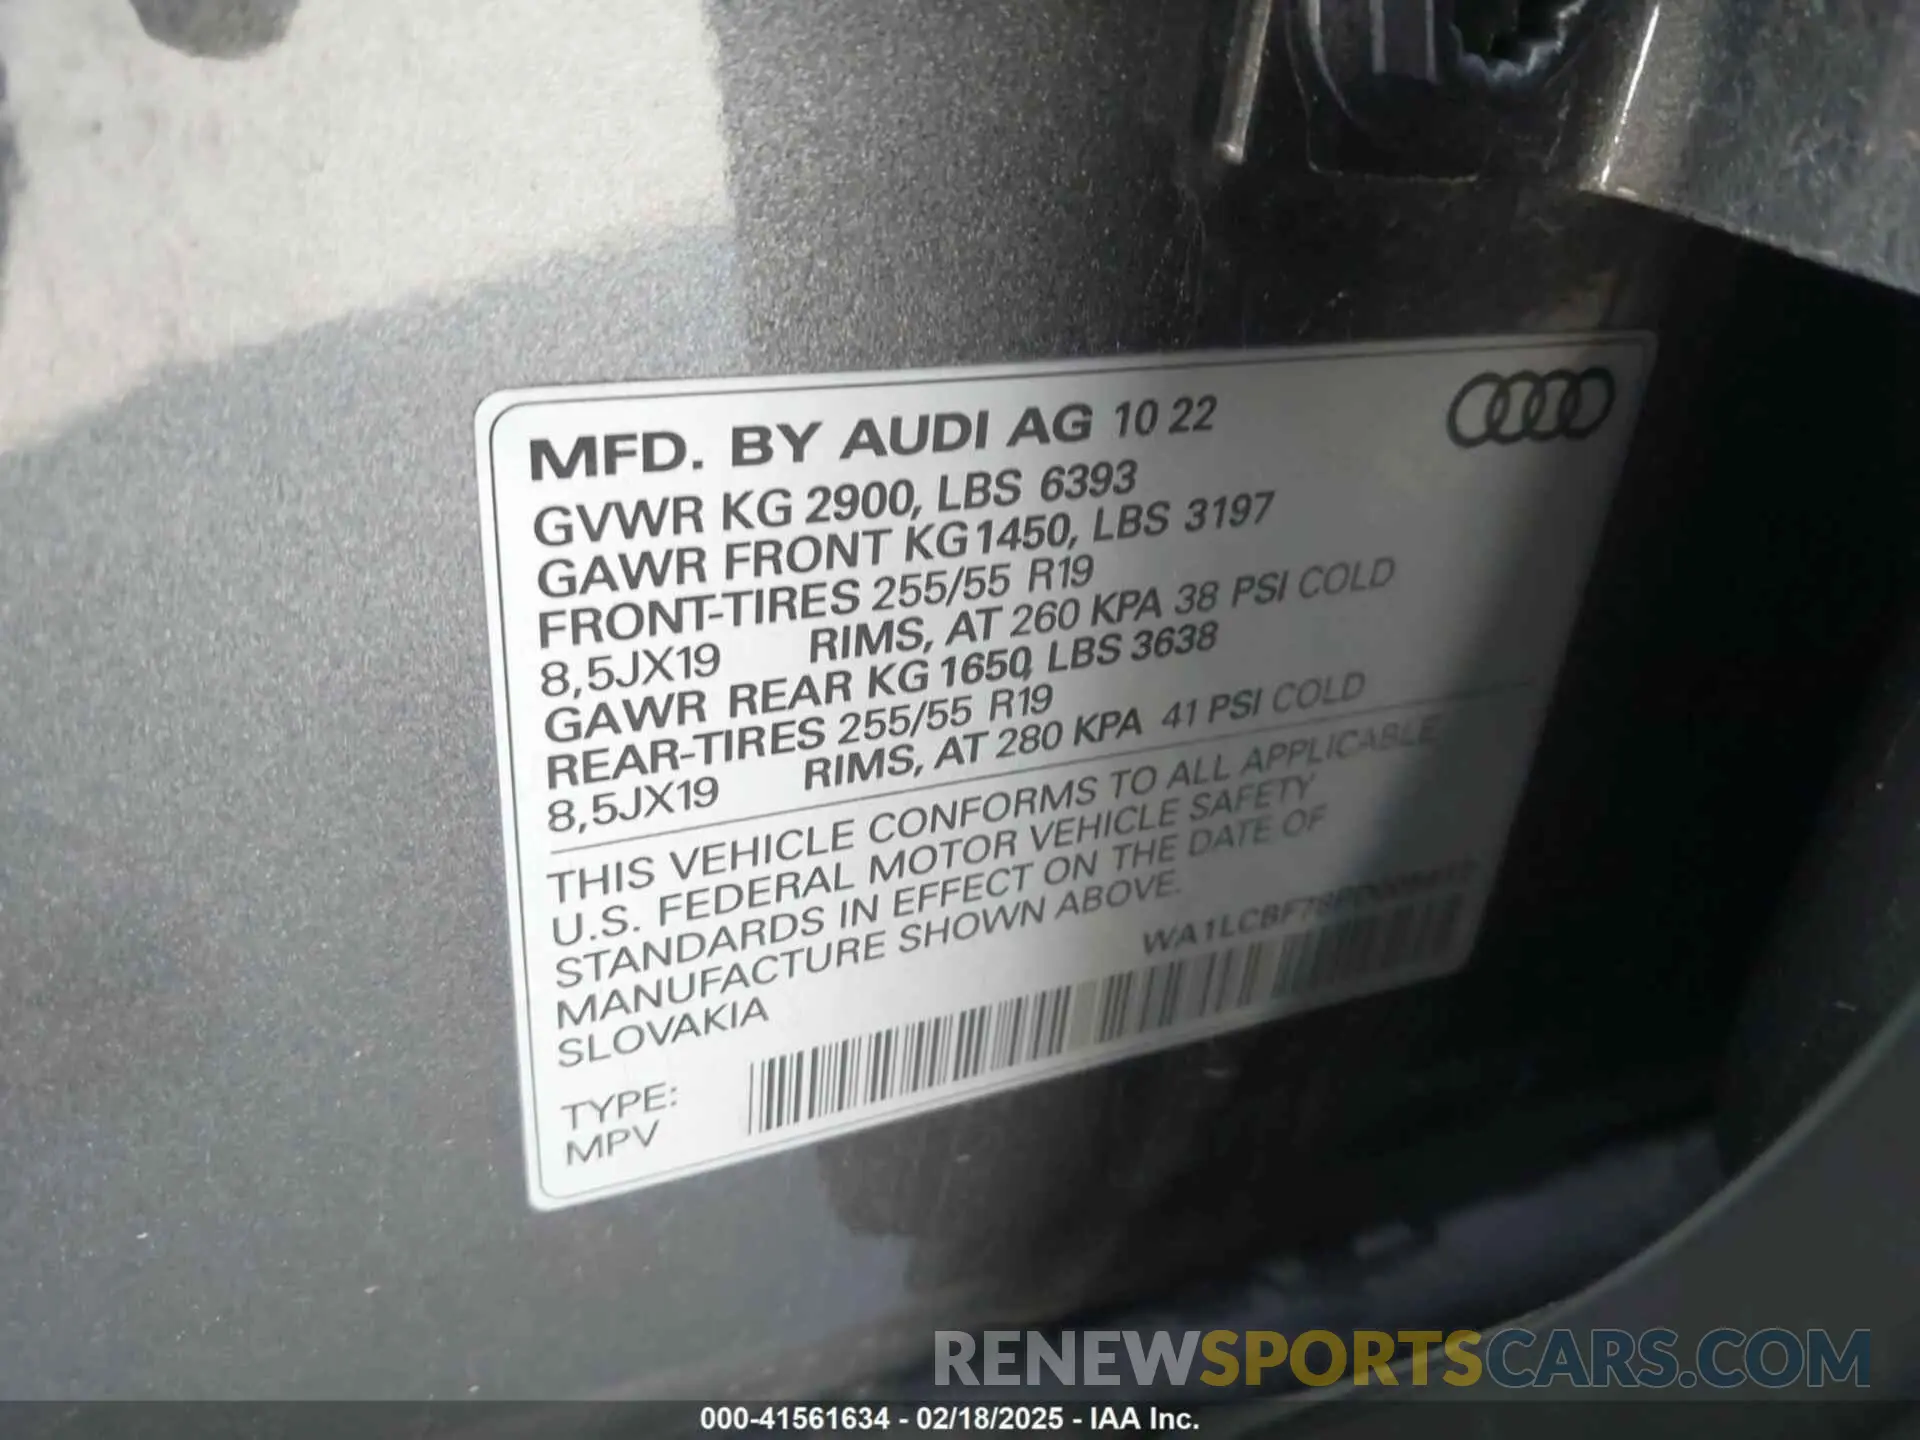 MFD. BY AUDI AG 10 22
GVWR KG 2900, LBS 6393
GAWR FRONT KG 1450, LBS 3197
FRONT-TIRES 255/55 R19
8,5JX19 RIMS, AT 260 KPA 38 PSI COLD
GAWR REAR KG 1650, LBS 3638
REAR-TIRES 255/55 R19
8,5JX19 RIMS, AT 280 KPA 41 PSI COLD
THIS VEHICLE CONFORMS TO ALL APPLICABLE
U.S. FEDERAL MOTOR VEHICLE SAFETY
STANDARDS IN EFFECT ON THE DATE OF
MANUFACTURE SHOWN ABOVE.
SLOVAKIA
TYPE:
MPV
RENEWSPORTSCARS.COM
000-41561634 - 02/18/2025 - IAA Inc.